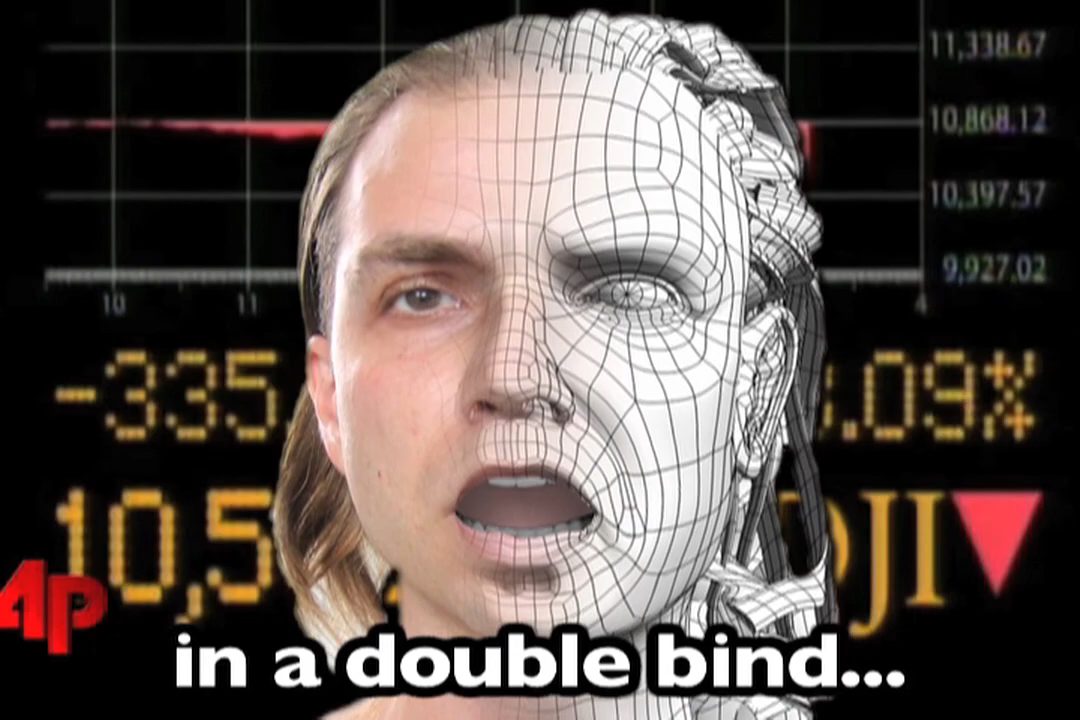 11,338.67
10,868.12
10,397.57
9,927.02
10 11 4
-335 .09%
10,5 DJI
AP
in a double bind...